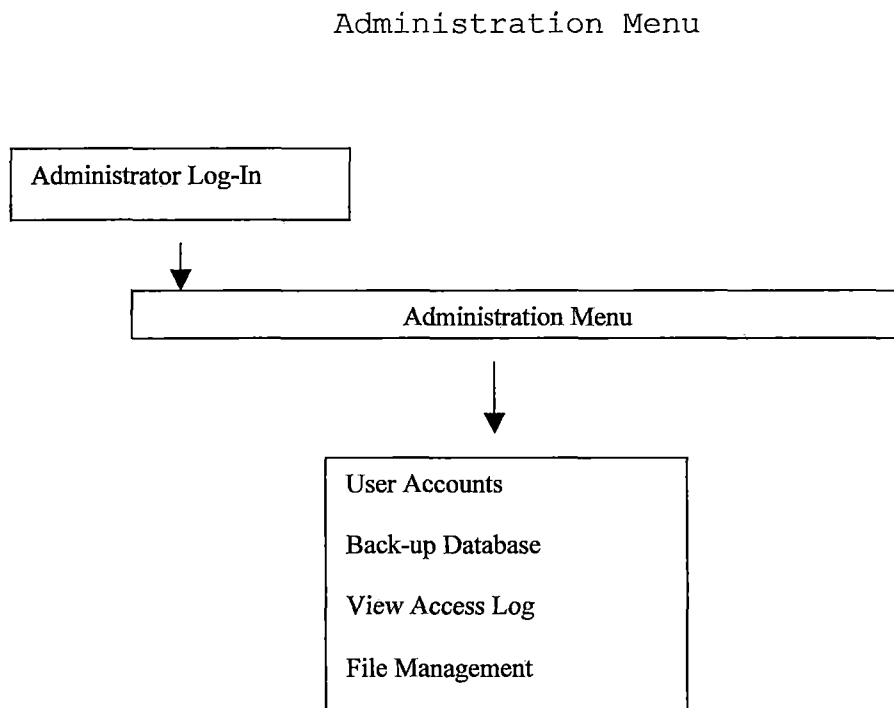 Administration Menu
Administrator Log-In
Administration Menu
User Accounts
Back-up Database
View Access Log
File Management